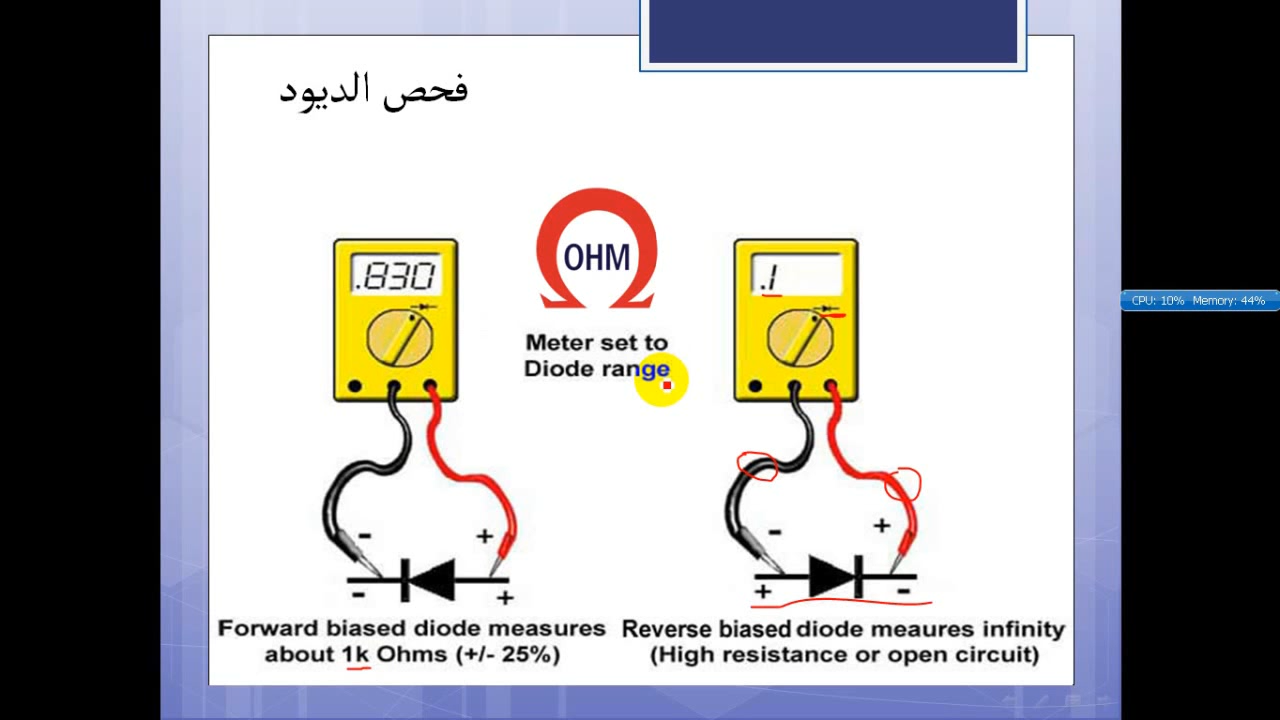 فحص الديود
.830
OHM
.1
Meter set to
Diode range
- +
- +
- +
+ -
Forward biased diode measures
about 1k Ohms (+/- 25%)
Reverse biased diode meaures infinity
(High resistance or open circuit)
CPU: 10% Memory: 44%